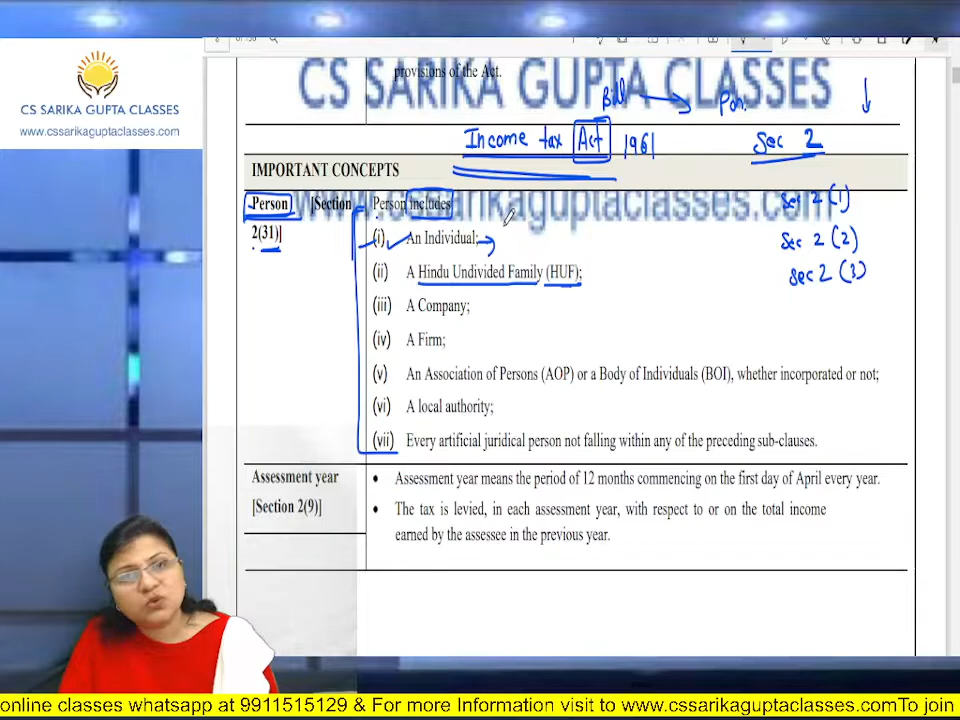 CS SARIKA GUPTA CLASSES
www.cssarikaguptaclasses.com
provisions of the Act.
CS SARIKA GUPTA CLASSES
Bill
Income tax Act 1961
Sec 2
IMPORTANT CONCEPTS
www.cssarikaguptaclasses.com
Person [Section 2(31)]
Person includes
(i) An Individual;
(ii) A Hindu Undivided Family (HUF);
(iii) A Company;
(iv) A Firm;
(v) An Association of Persons (AOP) or a Body of Individuals (BOI), whether incorporated or not;
(vi) A local authority;
(vii) Every artificial juridical person not falling within any of the preceding sub-clauses.
Sec 2 (1)
Sec 2 (2)
Sec 2 (3)
Assessment year
[Section 2(9)]
• Assessment year means the period of 12 months commencing on the first day of April every year.
• The tax is levied, in each assessment year, with respect to or on the total income
earned by the assessee in the previous year.
online classes whatsapp at 9911515129 & For more Information visit to www.cssarikaguptaclasses.comTo join